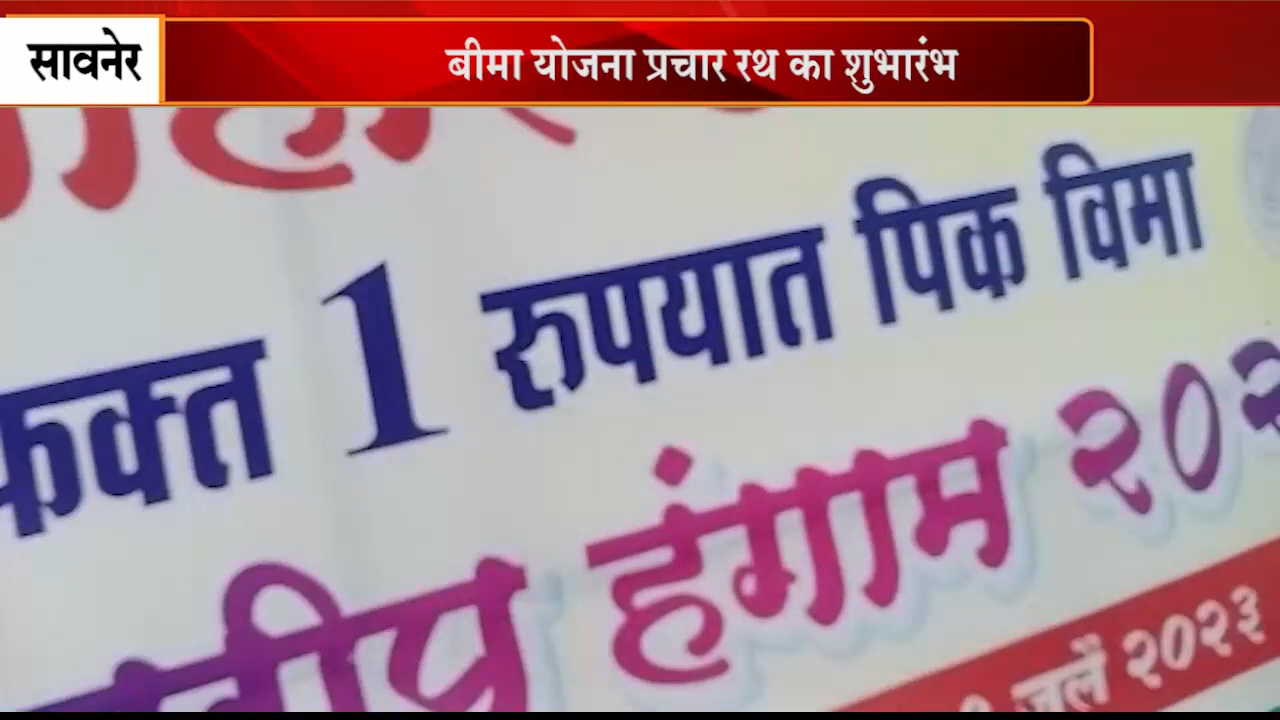 सावनेर
बीमा योजना प्रचार रथ का शुभारंभ
फक्त 1 रुपयात पिक विमा
हंगाम
जुलै २०२३